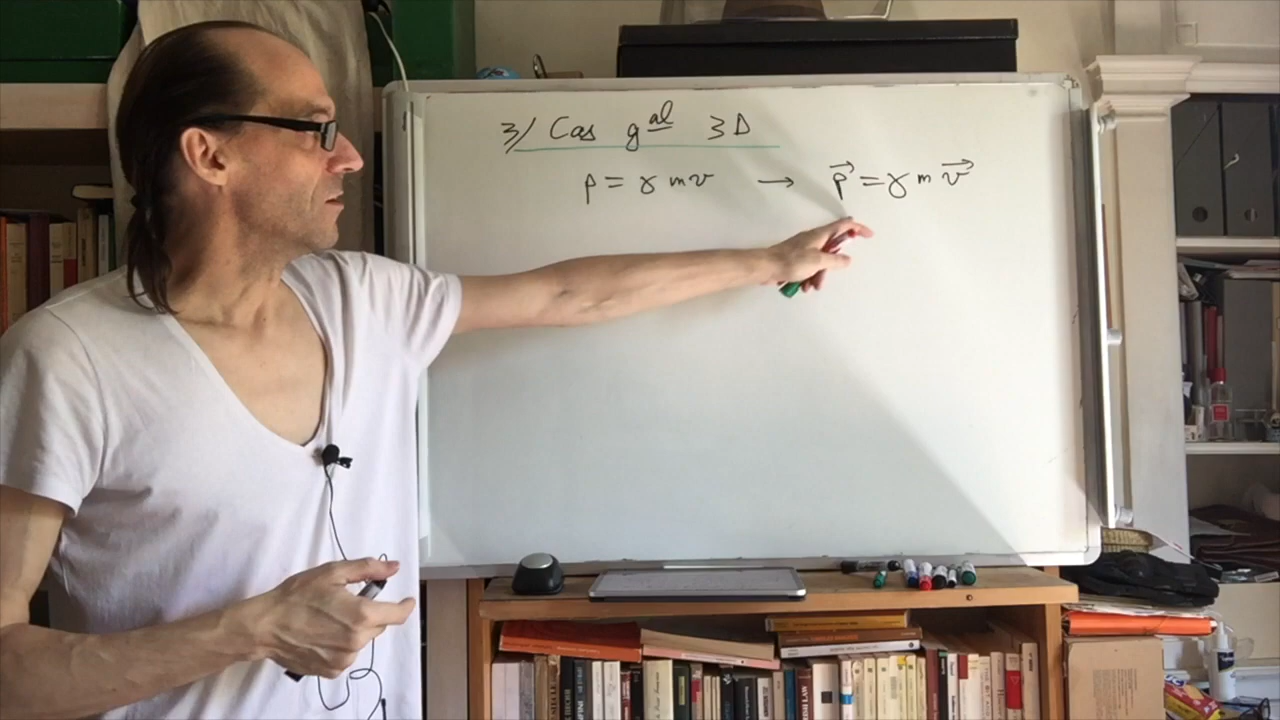 3/ Cas gal 3D
p = γ m v → p⃗ = γ m v⃗